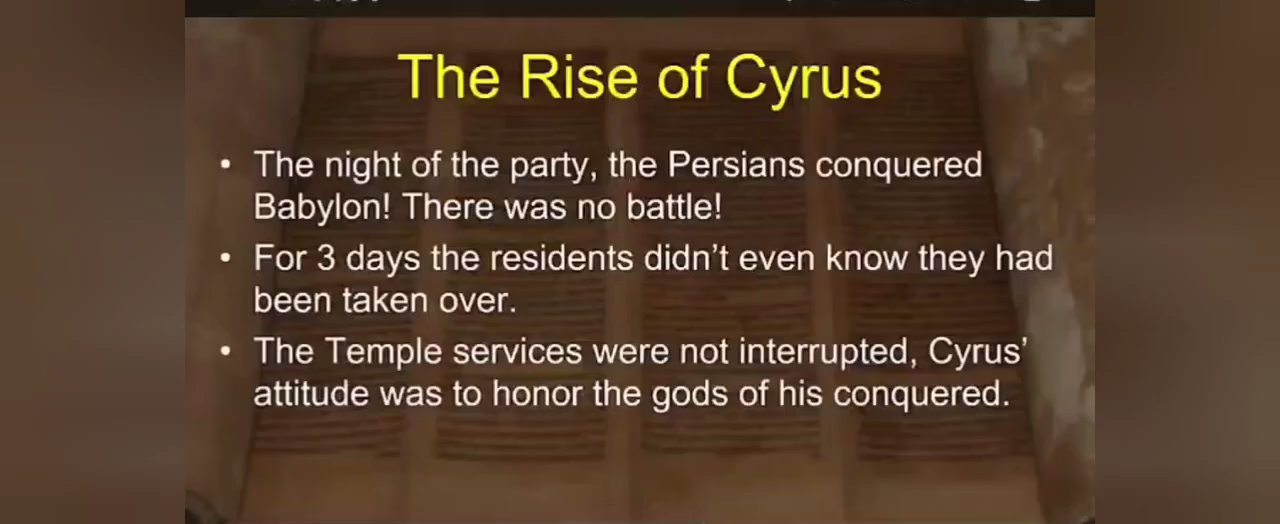 The Rise of Cyrus
• The night of the party, the Persians conquered
Babylon! There was no battle!
• For 3 days the residents didn’t even know they had
been taken over.
• The Temple services were not interrupted, Cyrus’
attitude was to honor the gods of his conquered.